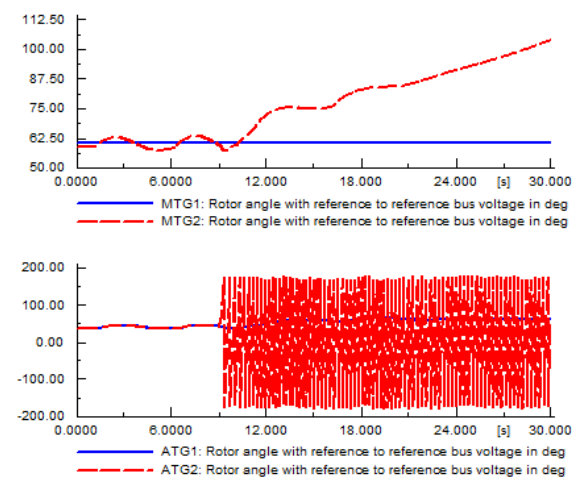 112.50
100.00
87.50
75.00
62.50
50.00
0.0000 6.0000 12.000 18.000 24.000 [s] 30.000
MTG1: Rotor angle with reference to reference bus voltage in deg
MTG2: Rotor angle with reference to reference bus voltage in deg
200.00
100.00
0.00
-100.00
-200.00
0.0000 6.0000 12.000 18.000 24.000 [s] 30.000
ATG1: Rotor angle with reference to reference bus voltage in deg
ATG2: Rotor angle with reference to reference bus voltage in deg